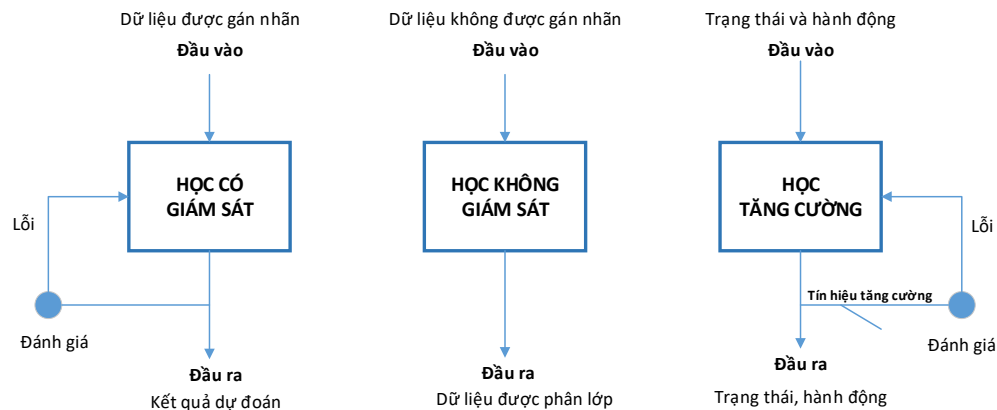 Dữ liệu được gán nhãn
Đầu vào
HỌC CÓ
GIÁM SÁT
Lỗi
Đánh giá
Đầu ra
Kết quả dự đoán
Dữ liệu không được gán nhãn
Đầu vào
HỌC KHÔNG
GIÁM SÁT
Đầu ra
Dữ liệu được phân lớp
Trạng thái và hành động
Đầu vào
HỌC
TĂNG CƯỜNG
Lỗi
Tín hiệu tăng cường
Đánh giá
Đầu ra
Trạng thái, hành động